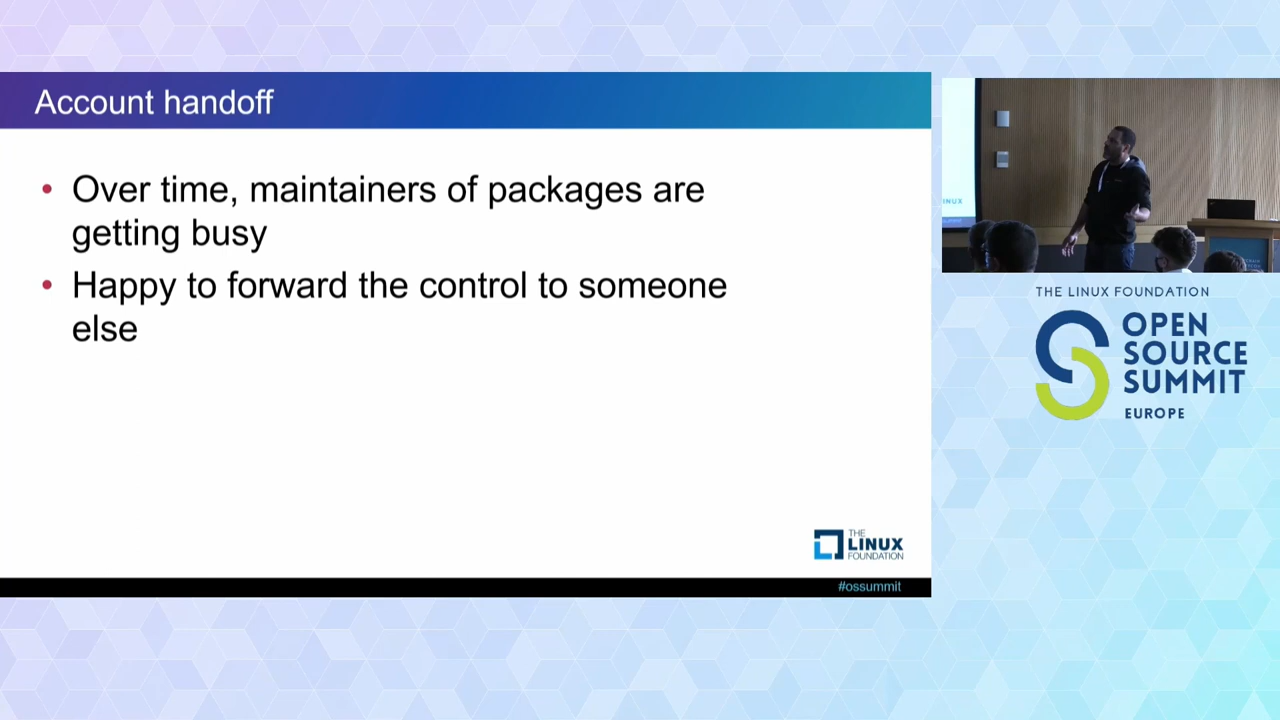 Account handoff
• Over time, maintainers of packages are
getting busy
• Happy to forward the control to someone
else
THE
LINUX
FOUNDATION
#ossummit
INUX
THE LINUX FOUNDATION
OPEN
SOURCE
SUMMIT
EUROPE